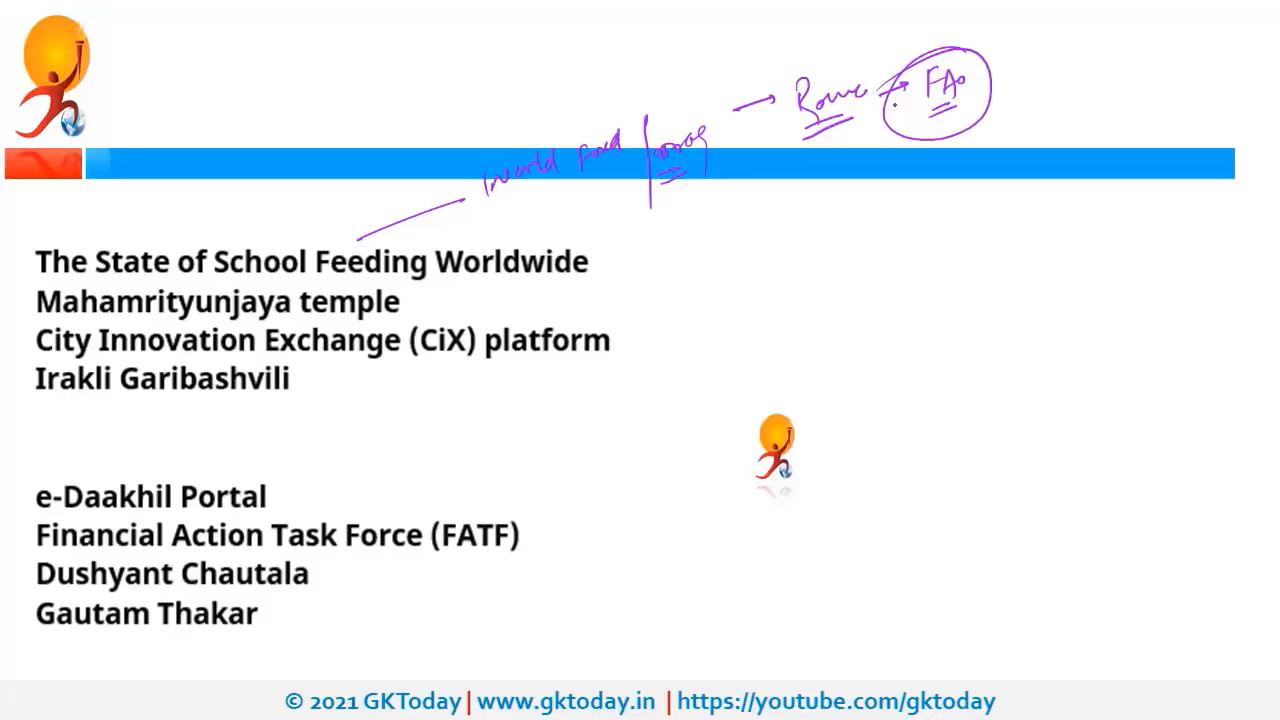 Rome → FAO
World Food
The State of School Feeding Worldwide
Mahamrityunjaya temple
City Innovation Exchange (CiX) platform
Irakli Garibashvili
e-Daakhil Portal
Financial Action Task Force (FATF)
Dushyant Chautala
Gautam Thakar
© 2021 GKToday | www.gktoday.in | https://youtube.com/gktoday